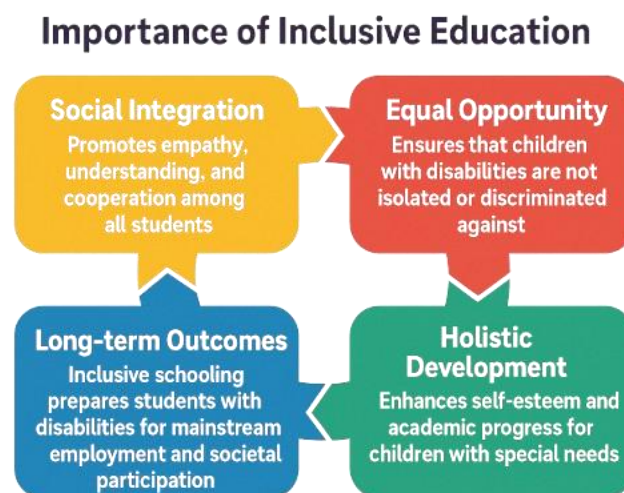 Importance of Inclusive Education
Social Integration
Promotes empathy,
understanding, and
cooperation among
all students
Equal Opportunity
Ensures that children
with disabilities are not
isolated or discriminated
against
Long-term Outcomes
Inclusive schooling
prepares students with
disabilities for mainstream
employment and societal
participation
Holistic
Development
Enhances self-esteem and
academic progress for
children with special needs